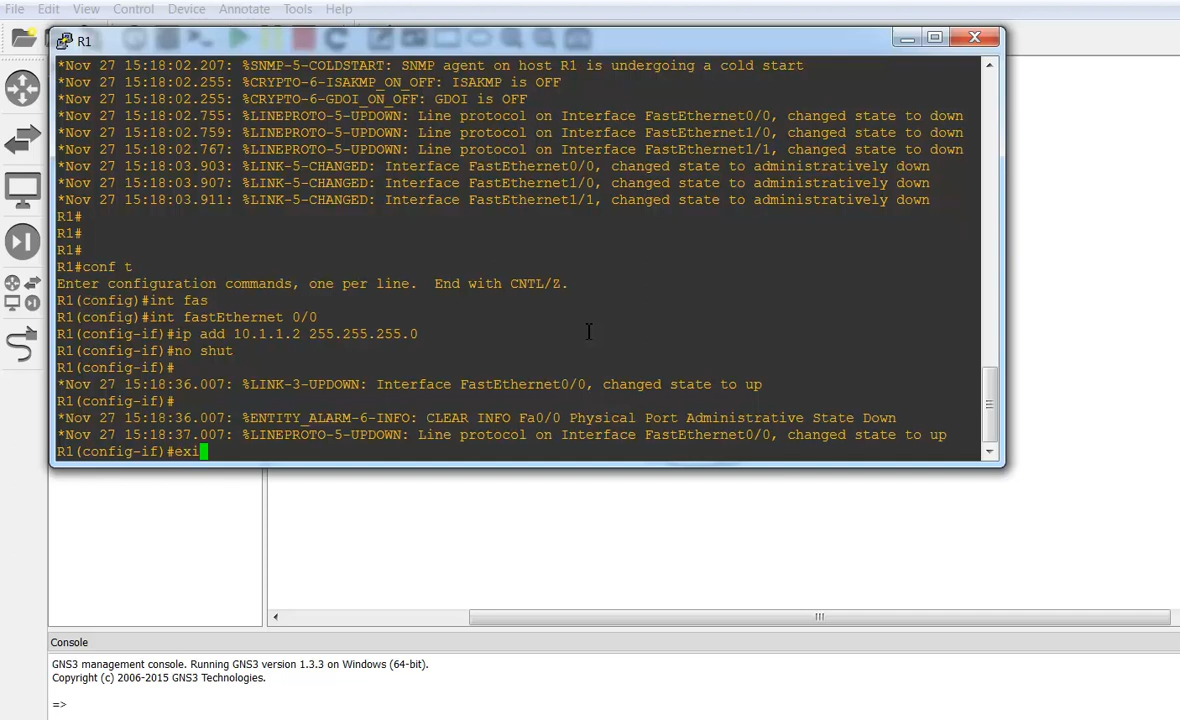 File Edit View Control Device Annotate Tools Help
R1
*Nov 27 15:18:02.207: %SNMP-5-COLDSTART: SNMP agent on host R1 is undergoing a cold start
*Nov 27 15:18:02.255: %CRYPTO-6-ISAKMP_ON_OFF: ISAKMP is OFF
*Nov 27 15:18:02.255: %CRYPTO-6-GDOI_ON_OFF: GDOI is OFF
*Nov 27 15:18:02.755: %LINEPROTO-5-UPDOWN: Line protocol on Interface FastEthernet0/0, changed state to down
*Nov 27 15:18:02.759: %LINEPROTO-5-UPDOWN: Line protocol on Interface FastEthernet1/0, changed state to down
*Nov 27 15:18:02.767: %LINEPROTO-5-UPDOWN: Line protocol on Interface FastEthernet1/1, changed state to down
*Nov 27 15:18:03.903: %LINK-5-CHANGED: Interface FastEthernet0/0, changed state to administratively down
*Nov 27 15:18:03.907: %LINK-5-CHANGED: Interface FastEthernet1/0, changed state to administratively down
*Nov 27 15:18:03.911: %LINK-5-CHANGED: Interface FastEthernet1/1, changed state to administratively down
R1#
R1#
R1#
R1#conf t
Enter configuration commands, one per line.  End with CNTL/Z.
R1(config)#int fas
R1(config)#int fastEthernet 0/0
R1(config-if)#ip add 10.1.1.2 255.255.255.0
R1(config-if)#no shut
R1(config-if)#
*Nov 27 15:18:36.007: %LINK-3-UPDOWN: Interface FastEthernet0/0, changed state to up
R1(config-if)#
*Nov 27 15:18:36.007: %ENTITY_ALARM-6-INFO: CLEAR INFO Fa0/0 Physical Port Administrative State Down
*Nov 27 15:18:37.007: %LINEPROTO-5-UPDOWN: Line protocol on Interface FastEthernet0/0, changed state to up
R1(config-if)#exi
Console
GNS3 management console. Running GNS3 version 1.3.3 on Windows (64-bit).
Copyright (c) 2006-2015 GNS3 Technologies.
=>